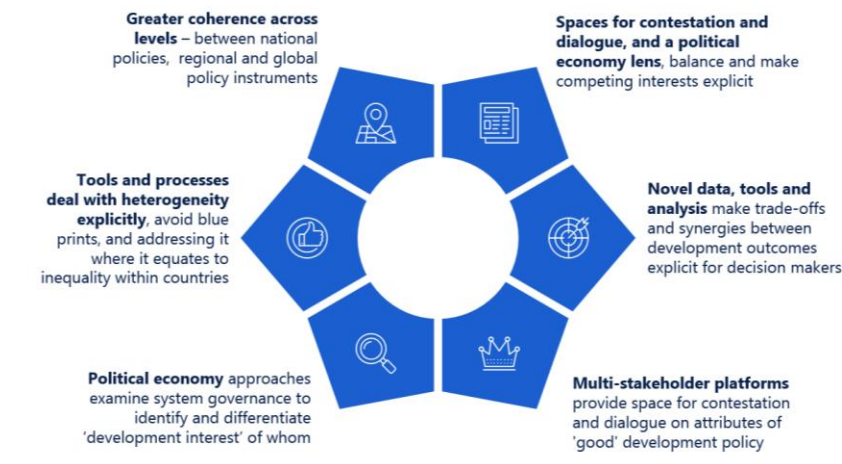 Greater coherence across
levels – between national
policies, regional and global
policy instruments
Spaces for contestation and
dialogue, and a political
economy lens, balance and make
competing interests explicit
Tools and processes
deal with heterogeneity
explicitly, avoid blue
prints, and addressing it
where it equates to
inequality within countries
Novel data, tools and
analysis make trade-offs
and synergies between
development outcomes
explicit for decision makers
Political economy approaches
examine system governance to
identify and differentiate
'development interest' of whom
Multi-stakeholder platforms
provide space for contestation
and dialogue on attributes of
'good' development policy